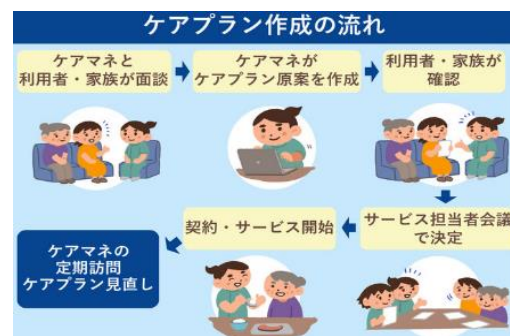 ケアプラン作成の流れ
ケアマネと
利用者・家族が面談
ケアマネが
ケアプラン原案を作成
利用者・家族が
確認
サービス担当者会議
で決定
契約・サービス開始
ケアマネの
定期訪問
ケアプラン見直し